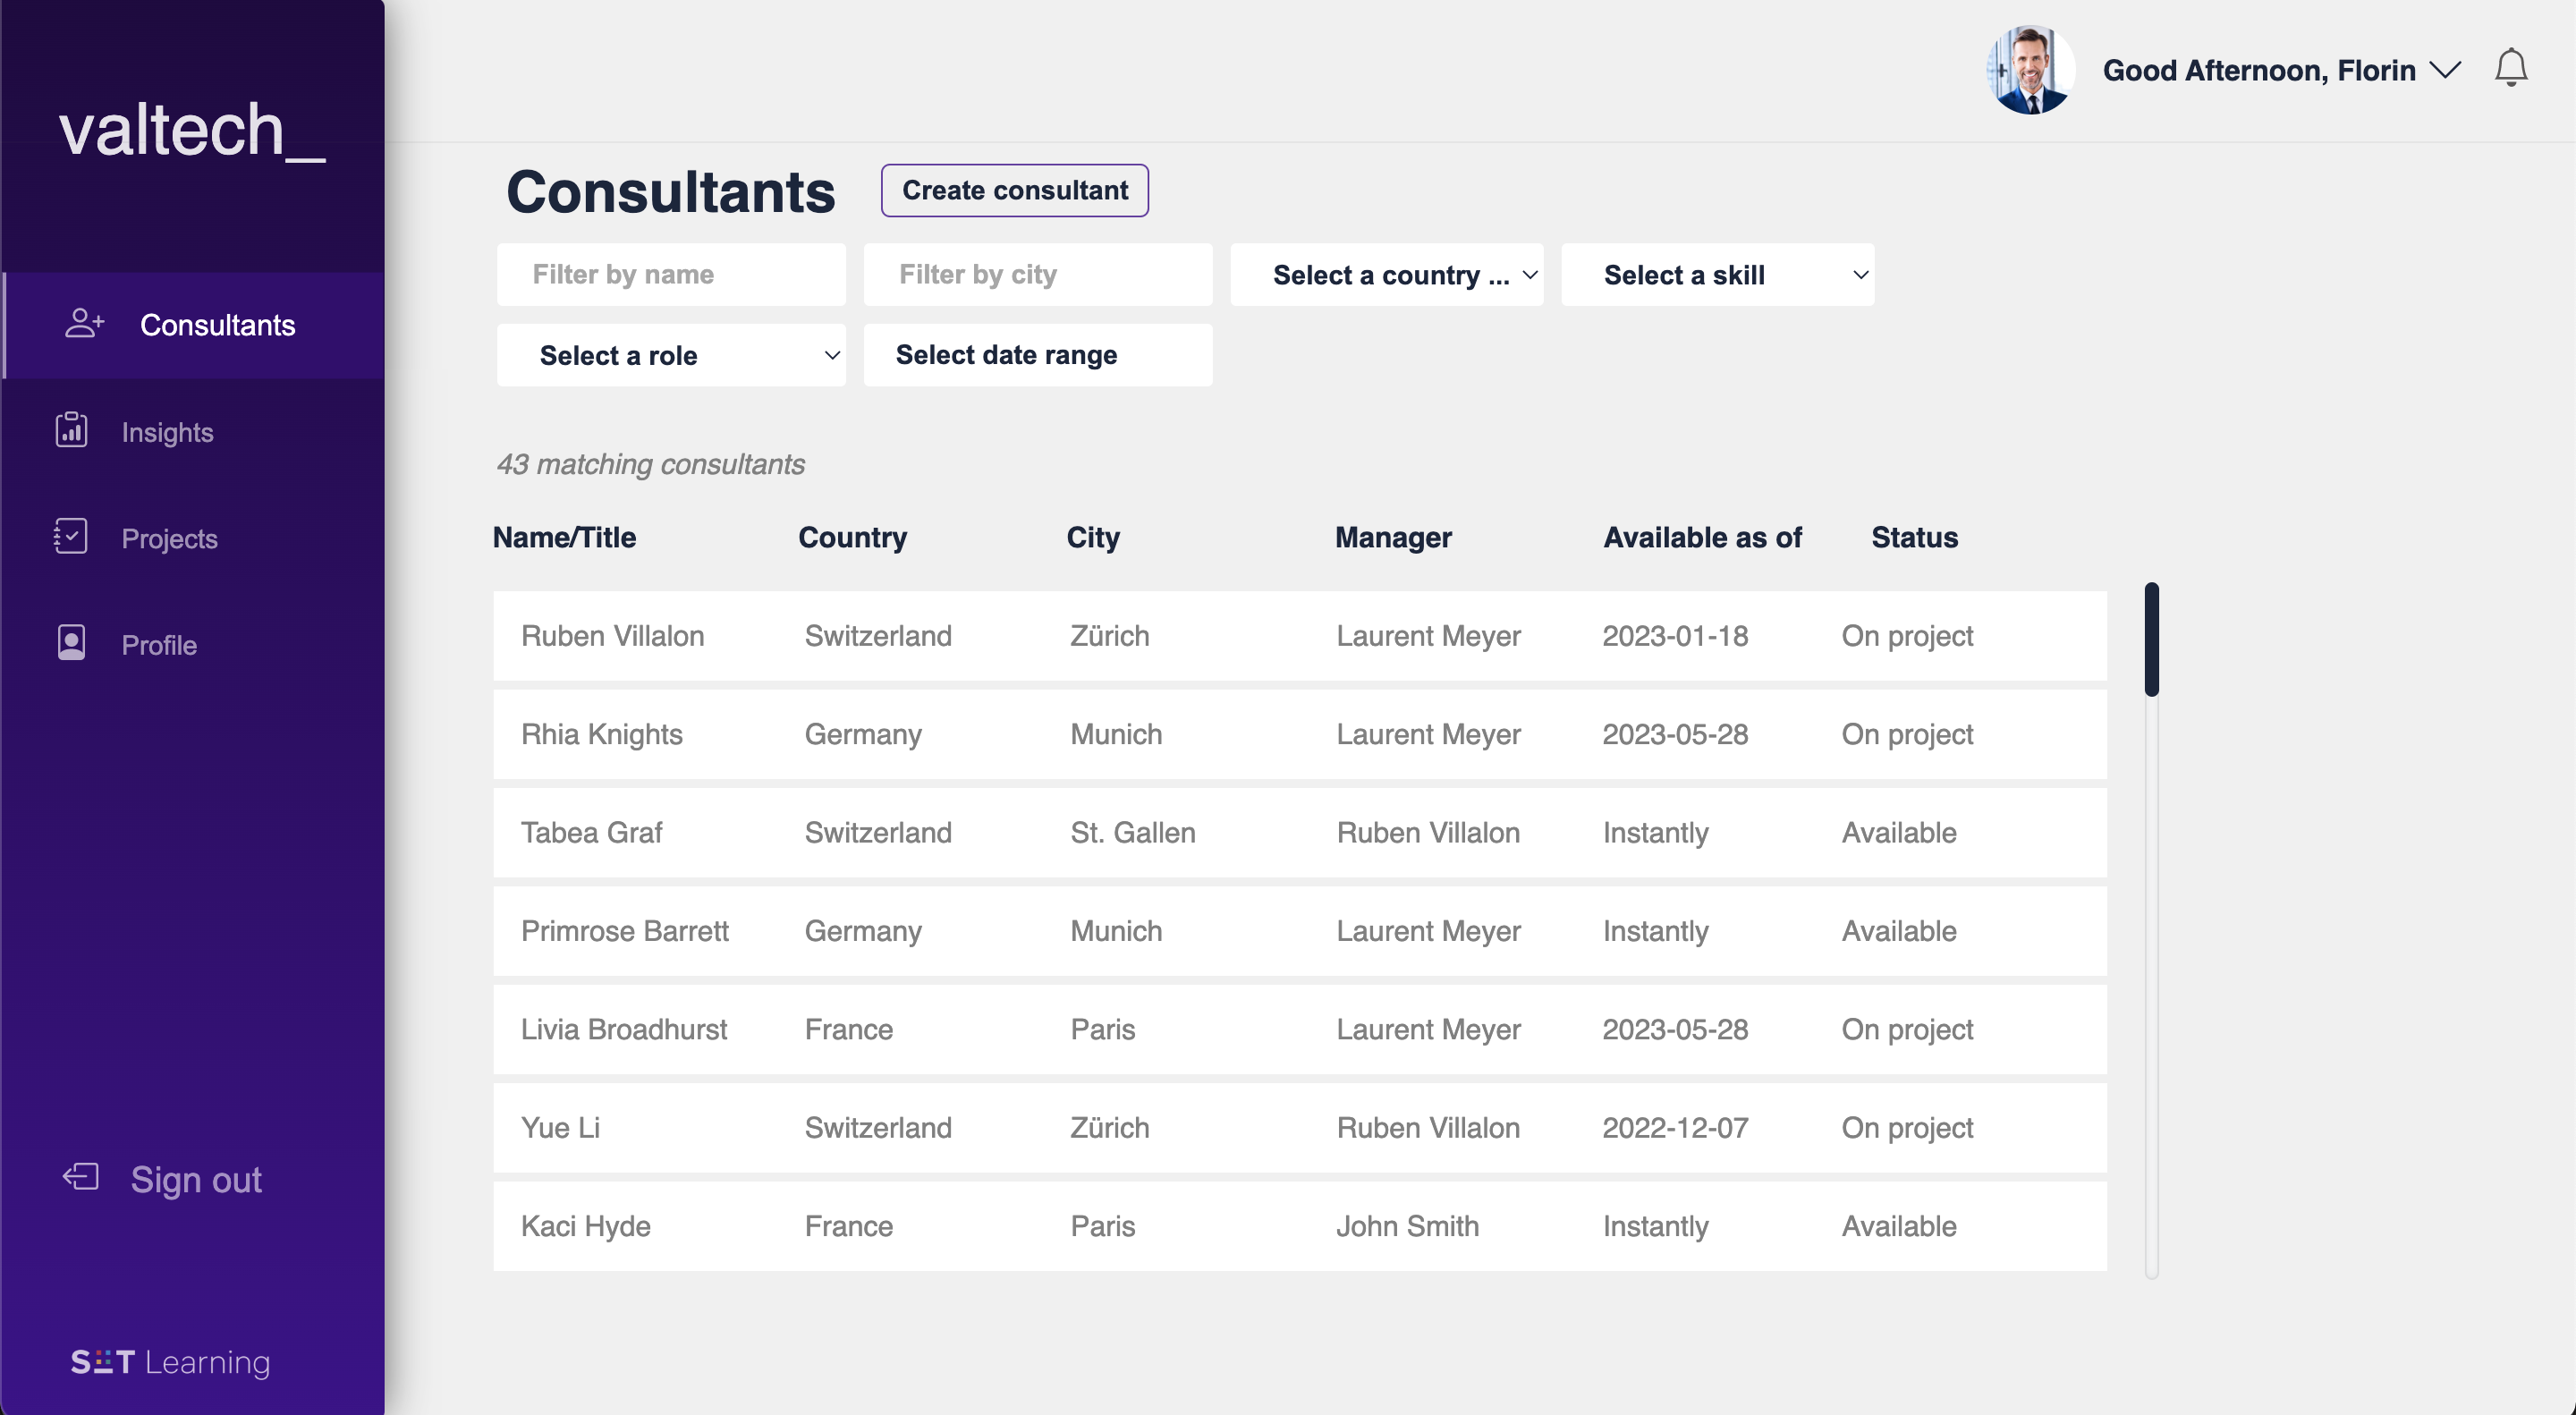 valtech_
Good Afternoon, Florin
Consultants
Create consultant
Filter by name
Filter by city
Select a country ...
Select a skill
Select a role
Select date range
Consultants
Insights
Projects
Profile
Sign out
SET Learning
43 matching consultants
Name/Title Country City Manager Available as of Status
Ruben Villalon Switzerland Zürich Laurent Meyer 2023-01-18 On project
Rhia Knights Germany Munich Laurent Meyer 2023-05-28 On project
Tabea Graf Switzerland St. Gallen Ruben Villalon Instantly Available
Primrose Barrett Germany Munich Laurent Meyer Instantly Available
Livia Broadhurst France Paris Laurent Meyer 2023-05-28 On project
Yue Li Switzerland Zürich Ruben Villalon 2022-12-07 On project
Kaci Hyde France Paris John Smith Instantly Available